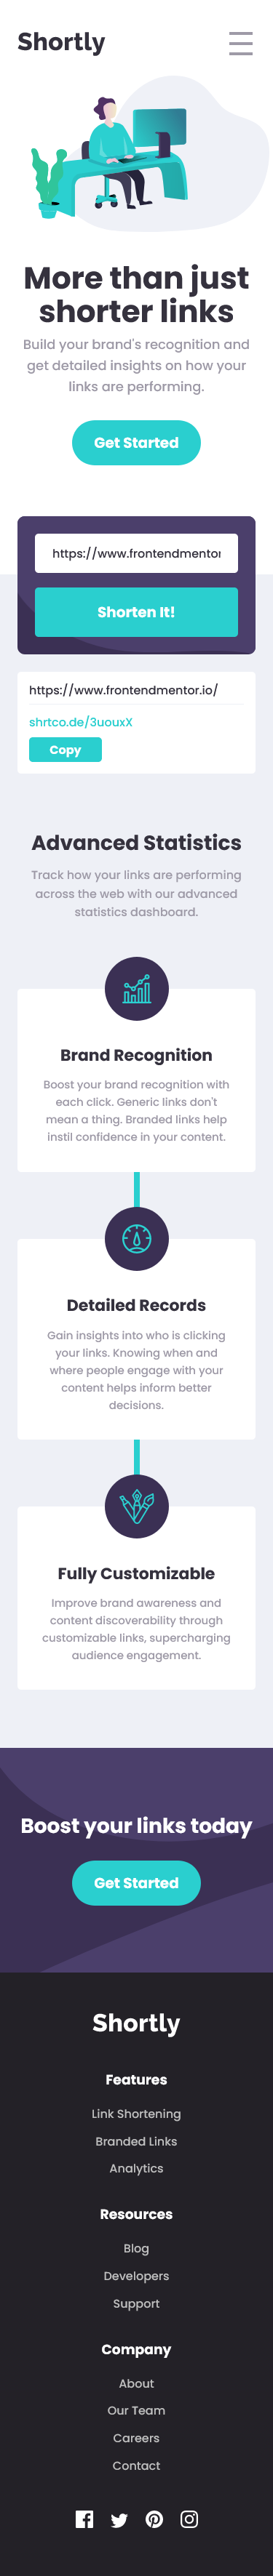 Shortly
More than just
shorter links
Build your brand's recognition and
get detailed insights on how your
links are performing.
Get Started
https://www.frontendmentor
Shorten It!
https://www.frontendmentor.io/
shrtco.de/3uouxX
Copy
Advanced Statistics
Track how your links are performing
across the web with our advanced
statistics dashboard.
Brand Recognition
Boost your brand recognition with
each click. Generic links don't
mean a thing. Branded links help
instil confidence in your content.
Detailed Records
Gain insights into who is clicking
your links. Knowing when and
where people engage with your
content helps inform better
decisions.
Fully Customizable
Improve brand awareness and
content discoverability through
customizable links, supercharging
audience engagement.
Boost your links today
Get Started
Shortly
Features
Link Shortening
Branded Links
Analytics
Resources
Blog
Developers
Support
Company
About
Our Team
Careers
Contact